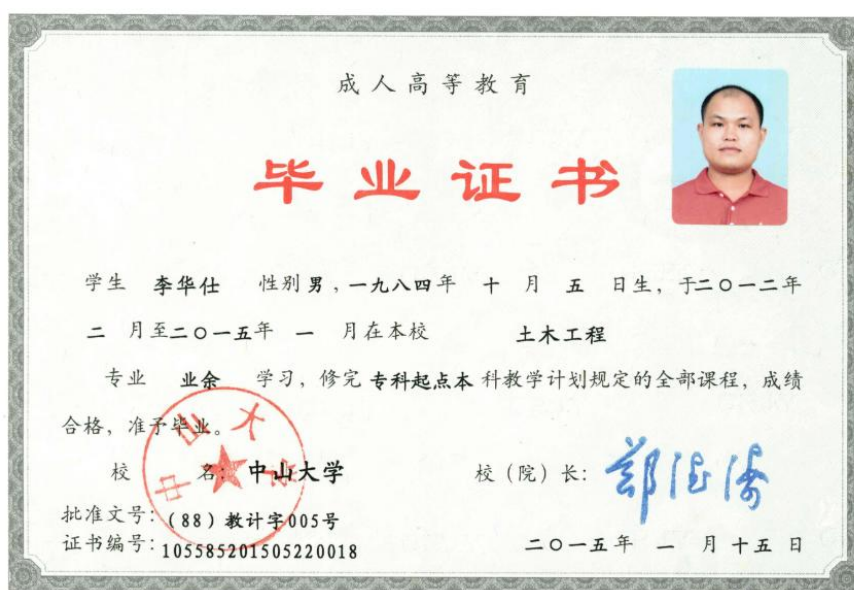 成人高等教育
毕业证书
学生 李华仕 性别 男，一九八四年 十 月 五 日生，于二〇一二年
二 月至二〇一五年 一 月在本校 土木工程
专业 业余 学习，修完 专科起点本 科教学计划规定的全部课程，成绩
合格，准予毕业。
中山大学
校 名：中山大学 校（院）长：
批准文号：（88）教计字005号
证书编号：105585201505220018 二〇一五年 一 月十五日